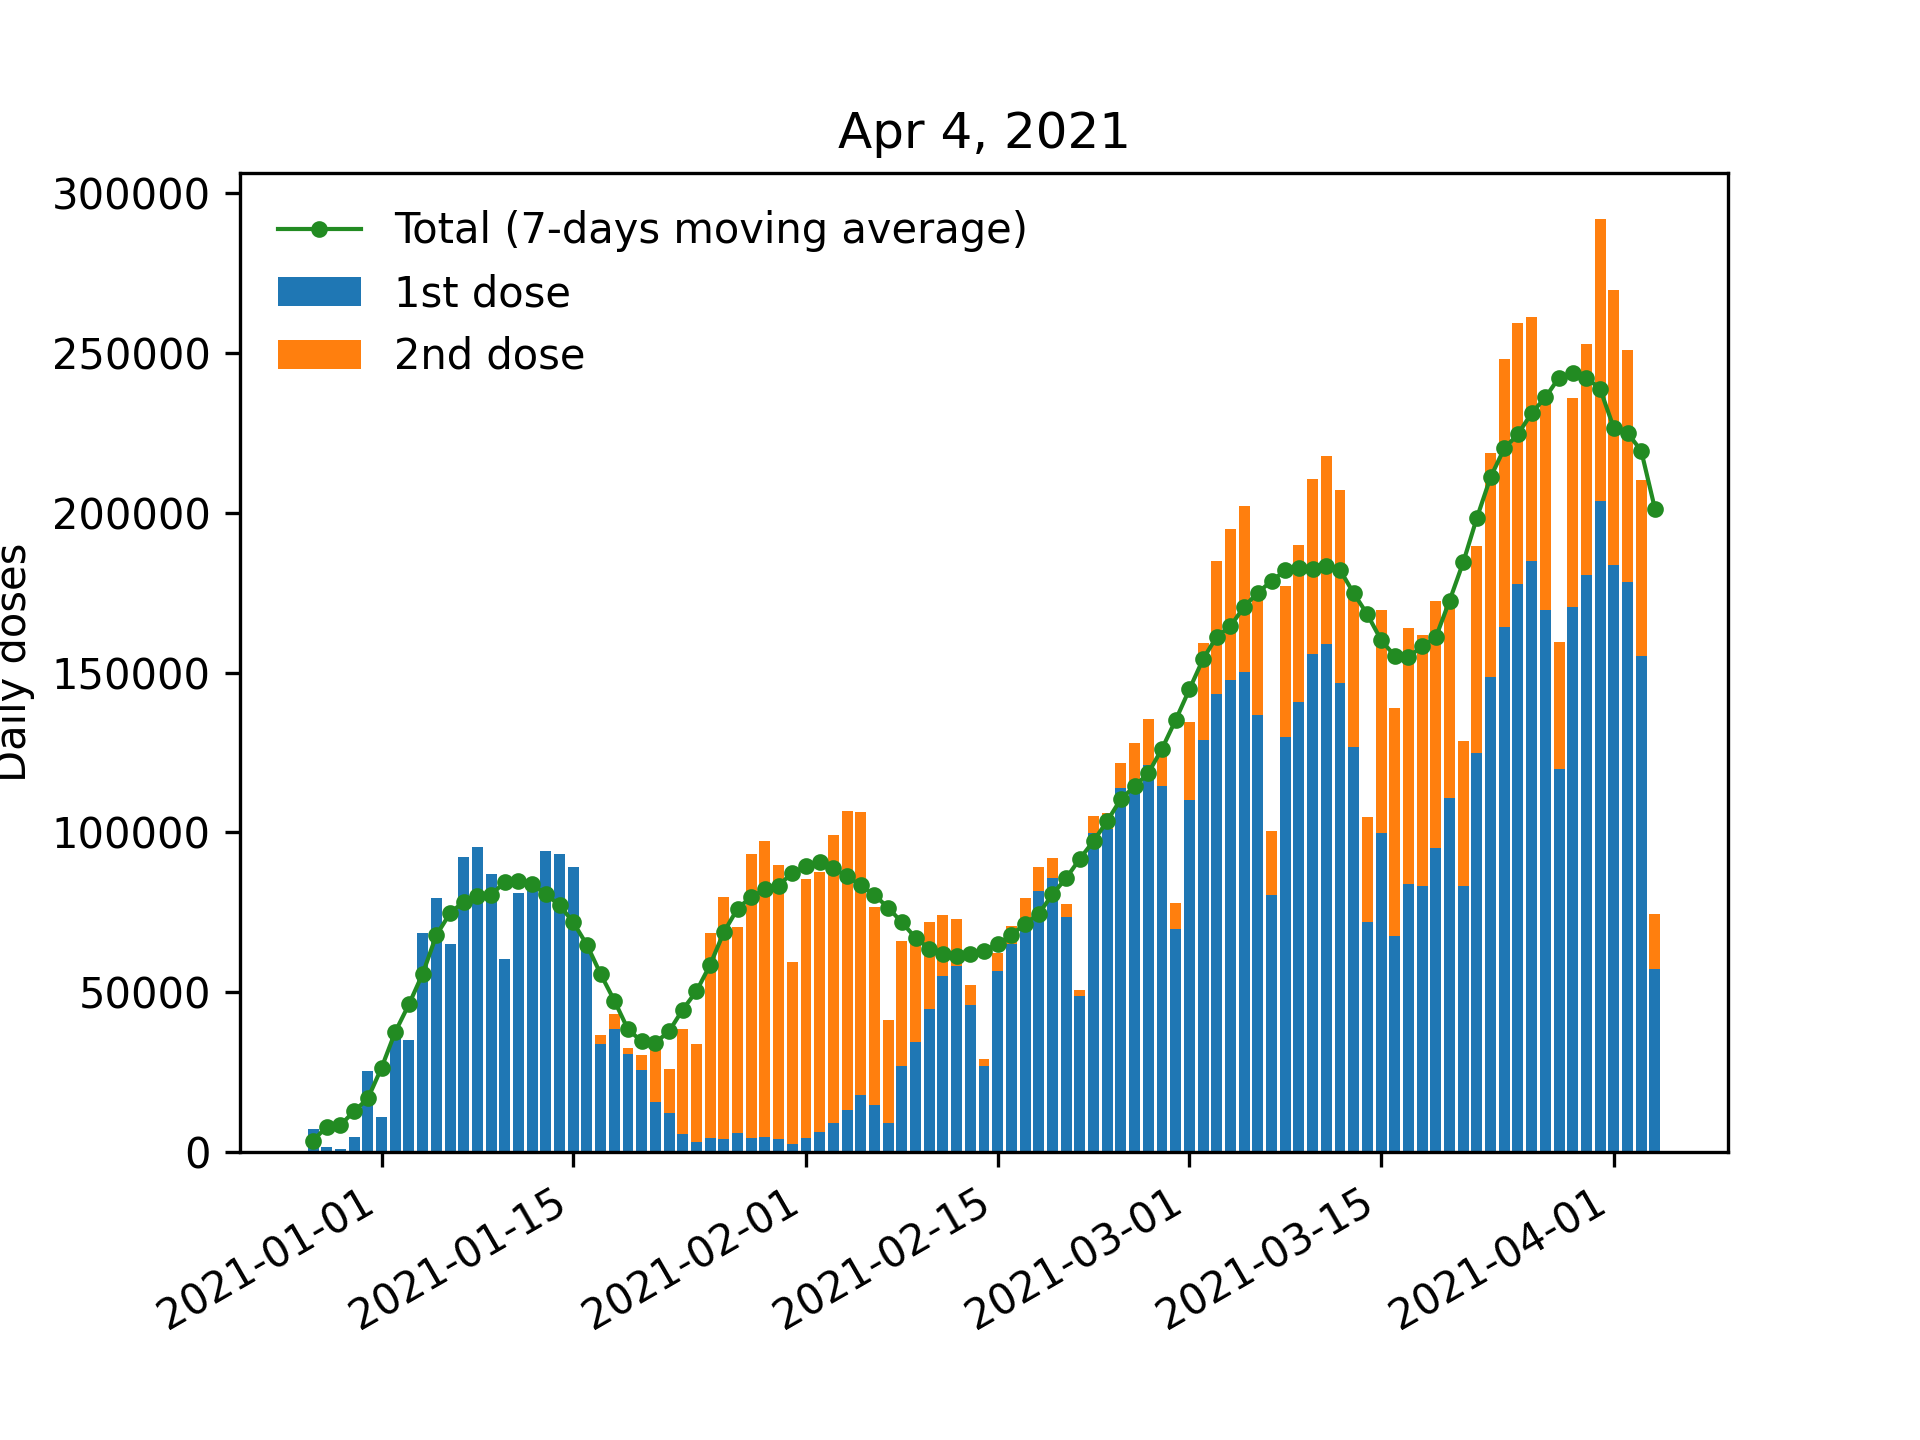 Apr 4, 2021
300000
250000
200000
150000
100000
50000
0
Daily doses
Total (7-days moving average)
1st dose
2nd dose
2021-01-01
2021-01-15
2021-02-01
2021-02-15
2021-03-01
2021-03-15
2021-04-01